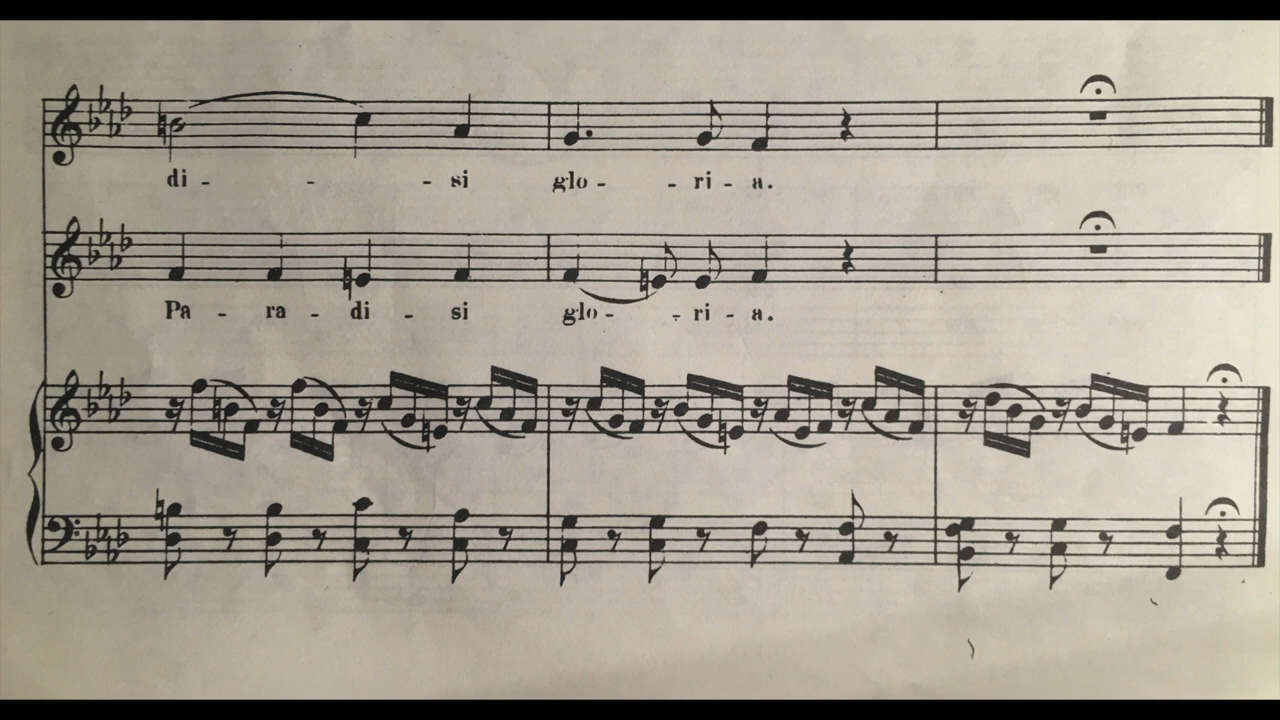 di - - - si glo - - ri - a.
Pa - ra - di - si glo - - ri - a.